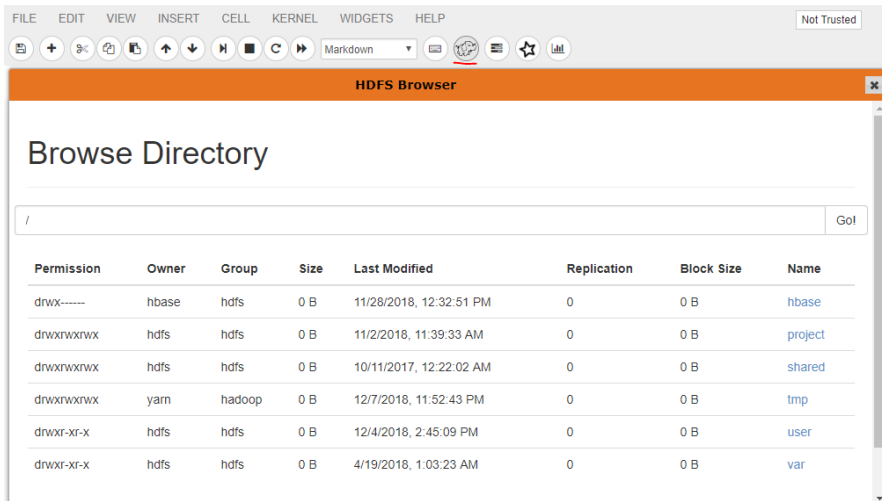 FILE EDIT VIEW INSERT CELL KERNEL WIDGETS HELP Not Trusted
Markdown
HDFS Browser
Browse Directory
/ Go!
Permission Owner Group Size Last Modified Replication Block Size Name
drwx------ hbase hdfs 0 B 11/28/2018, 12:32:51 PM 0 0 B hbase
drwxrwxrwx hdfs hdfs 0 B 11/2/2018, 11:39:33 AM 0 0 B project
drwxrwxrwx hdfs hdfs 0 B 10/11/2017, 12:22:02 AM 0 0 B shared
drwxrwxrwx yarn hadoop 0 B 12/7/2018, 11:52:43 PM 0 0 B tmp
drwxr-xr-x hdfs hdfs 0 B 12/4/2018, 2:45:09 PM 0 0 B user
drwxr-xr-x hdfs hdfs 0 B 4/19/2018, 1:03:23 AM 0 0 B var